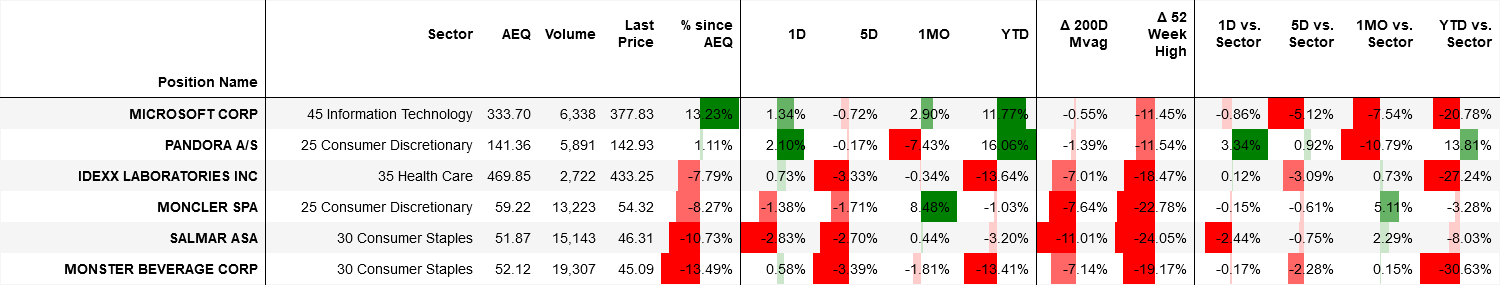 Position Name Sector AEQ Volume Last Price % since AEQ 1D 5D 1MO YTD Δ 200D Mvag Δ 52 Week High 1D vs. Sector 5D vs. Sector 1MO vs. Sector YTD vs. Sector
MICROSOFT CORP 45 Information Technology 333.70 6,338 377.83 13.23% 1.34% -0.72% 2.90% 11.77% -0.55% -11.45% -0.86% -5.12% -7.54% -20.78%
PANDORA A/S 25 Consumer Discretionary 141.36 5,891 142.93 1.11% 2.10% -0.17% -7.43% 16.06% -1.39% -11.54% 3.34% 0.92% -10.79% 13.81%
IDEXX LABORATORIES INC 35 Health Care 469.85 2,722 433.25 -7.79% 0.73% -3.33% -0.34% -13.64% -7.01% -18.47% 0.12% -3.09% 0.73% -27.24%
MONCLER SPA 25 Consumer Discretionary 59.22 13,223 54.32 -8.27% -1.38% -1.71% 8.48% -1.03% -7.64% -22.78% -0.15% -0.61% 5.11% -3.28%
SALMAR ASA 30 Consumer Staples 51.87 15,143 46.31 -10.73% -2.83% -2.70% 0.44% -3.20% -11.01% -24.05% -2.44% -0.75% 2.29% -8.03%
MONSTER BEVERAGE CORP 30 Consumer Staples 52.12 19,307 45.09 -13.49% 0.58% -3.39% -1.81% -13.41% -7.14% -19.17% -0.17% -2.28% 0.15% -30.63%